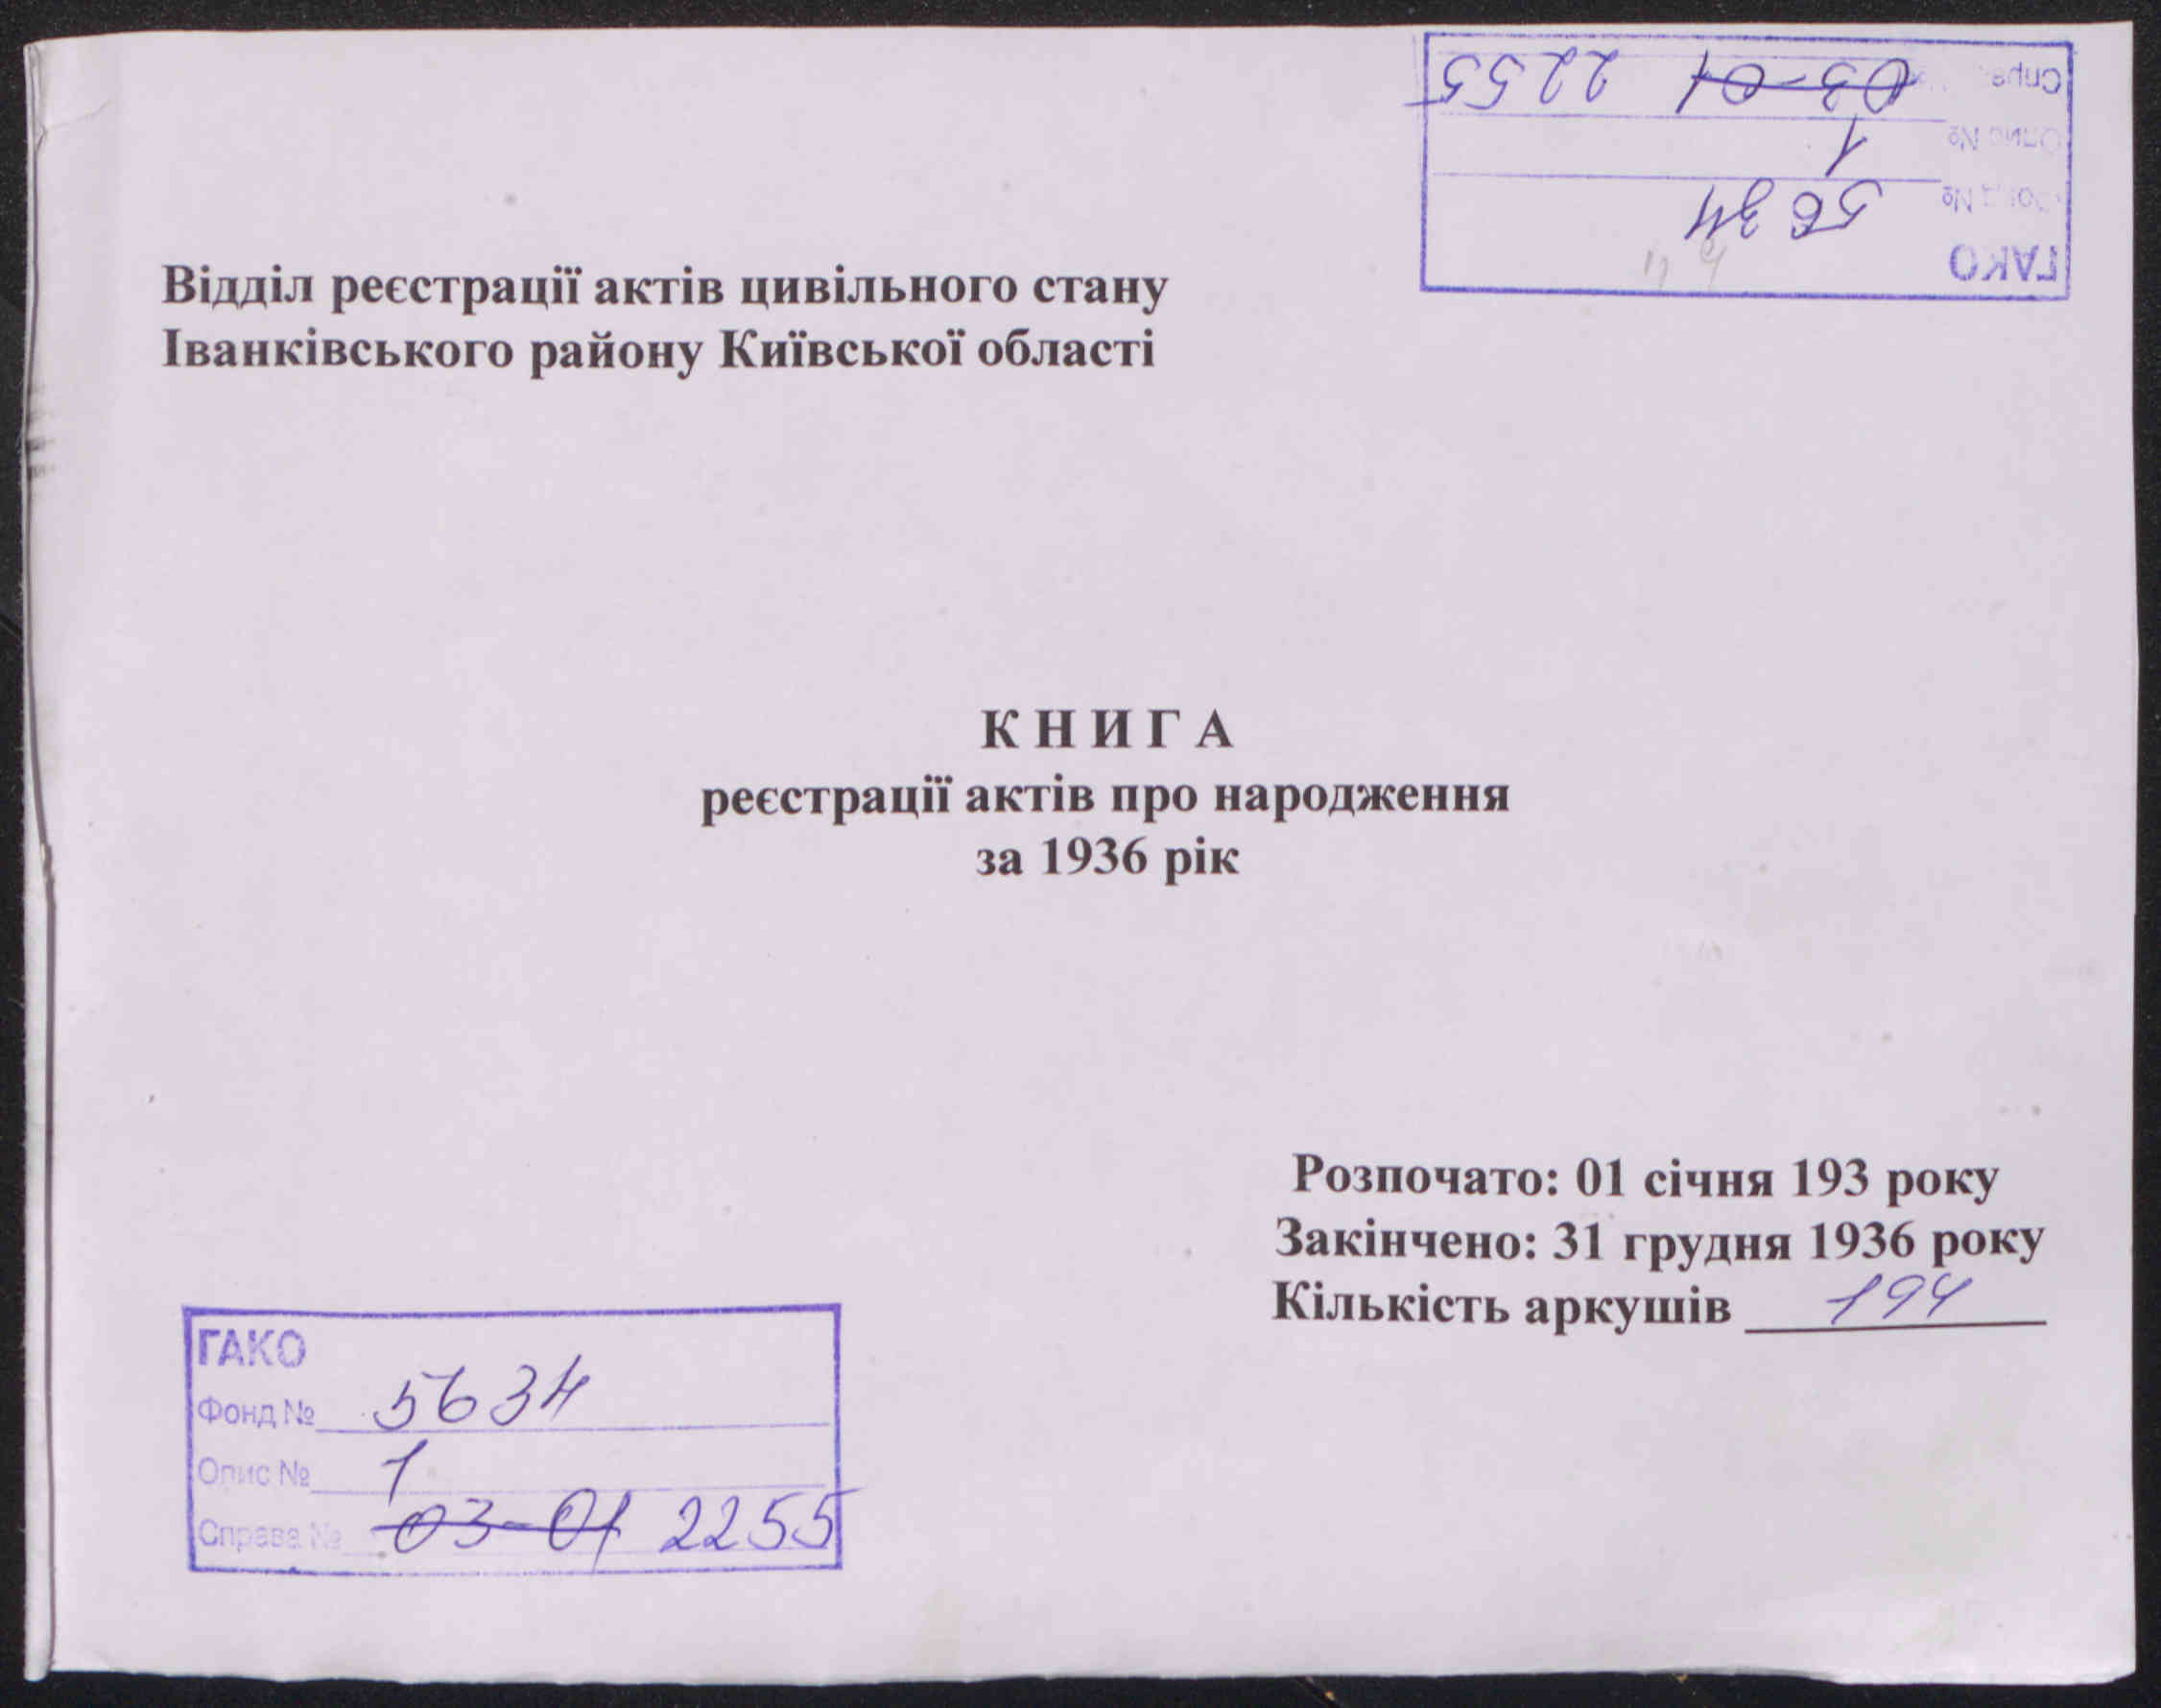 ГАКО
Фонд № 5634
Опис № 1
Справа 03-01 2255
Відділ реєстрації актів цивільного стану
Іванківського району Київської області
КНИГА
реєстрації актів про народження
за 1936 рік
Розпочато: 01 січня 193 року
Закінчено: 31 грудня 1936 року
Кількість аркушів 194
ГАКО
Фонд № 5634
Опис № 1
Справа № 03-01 2255